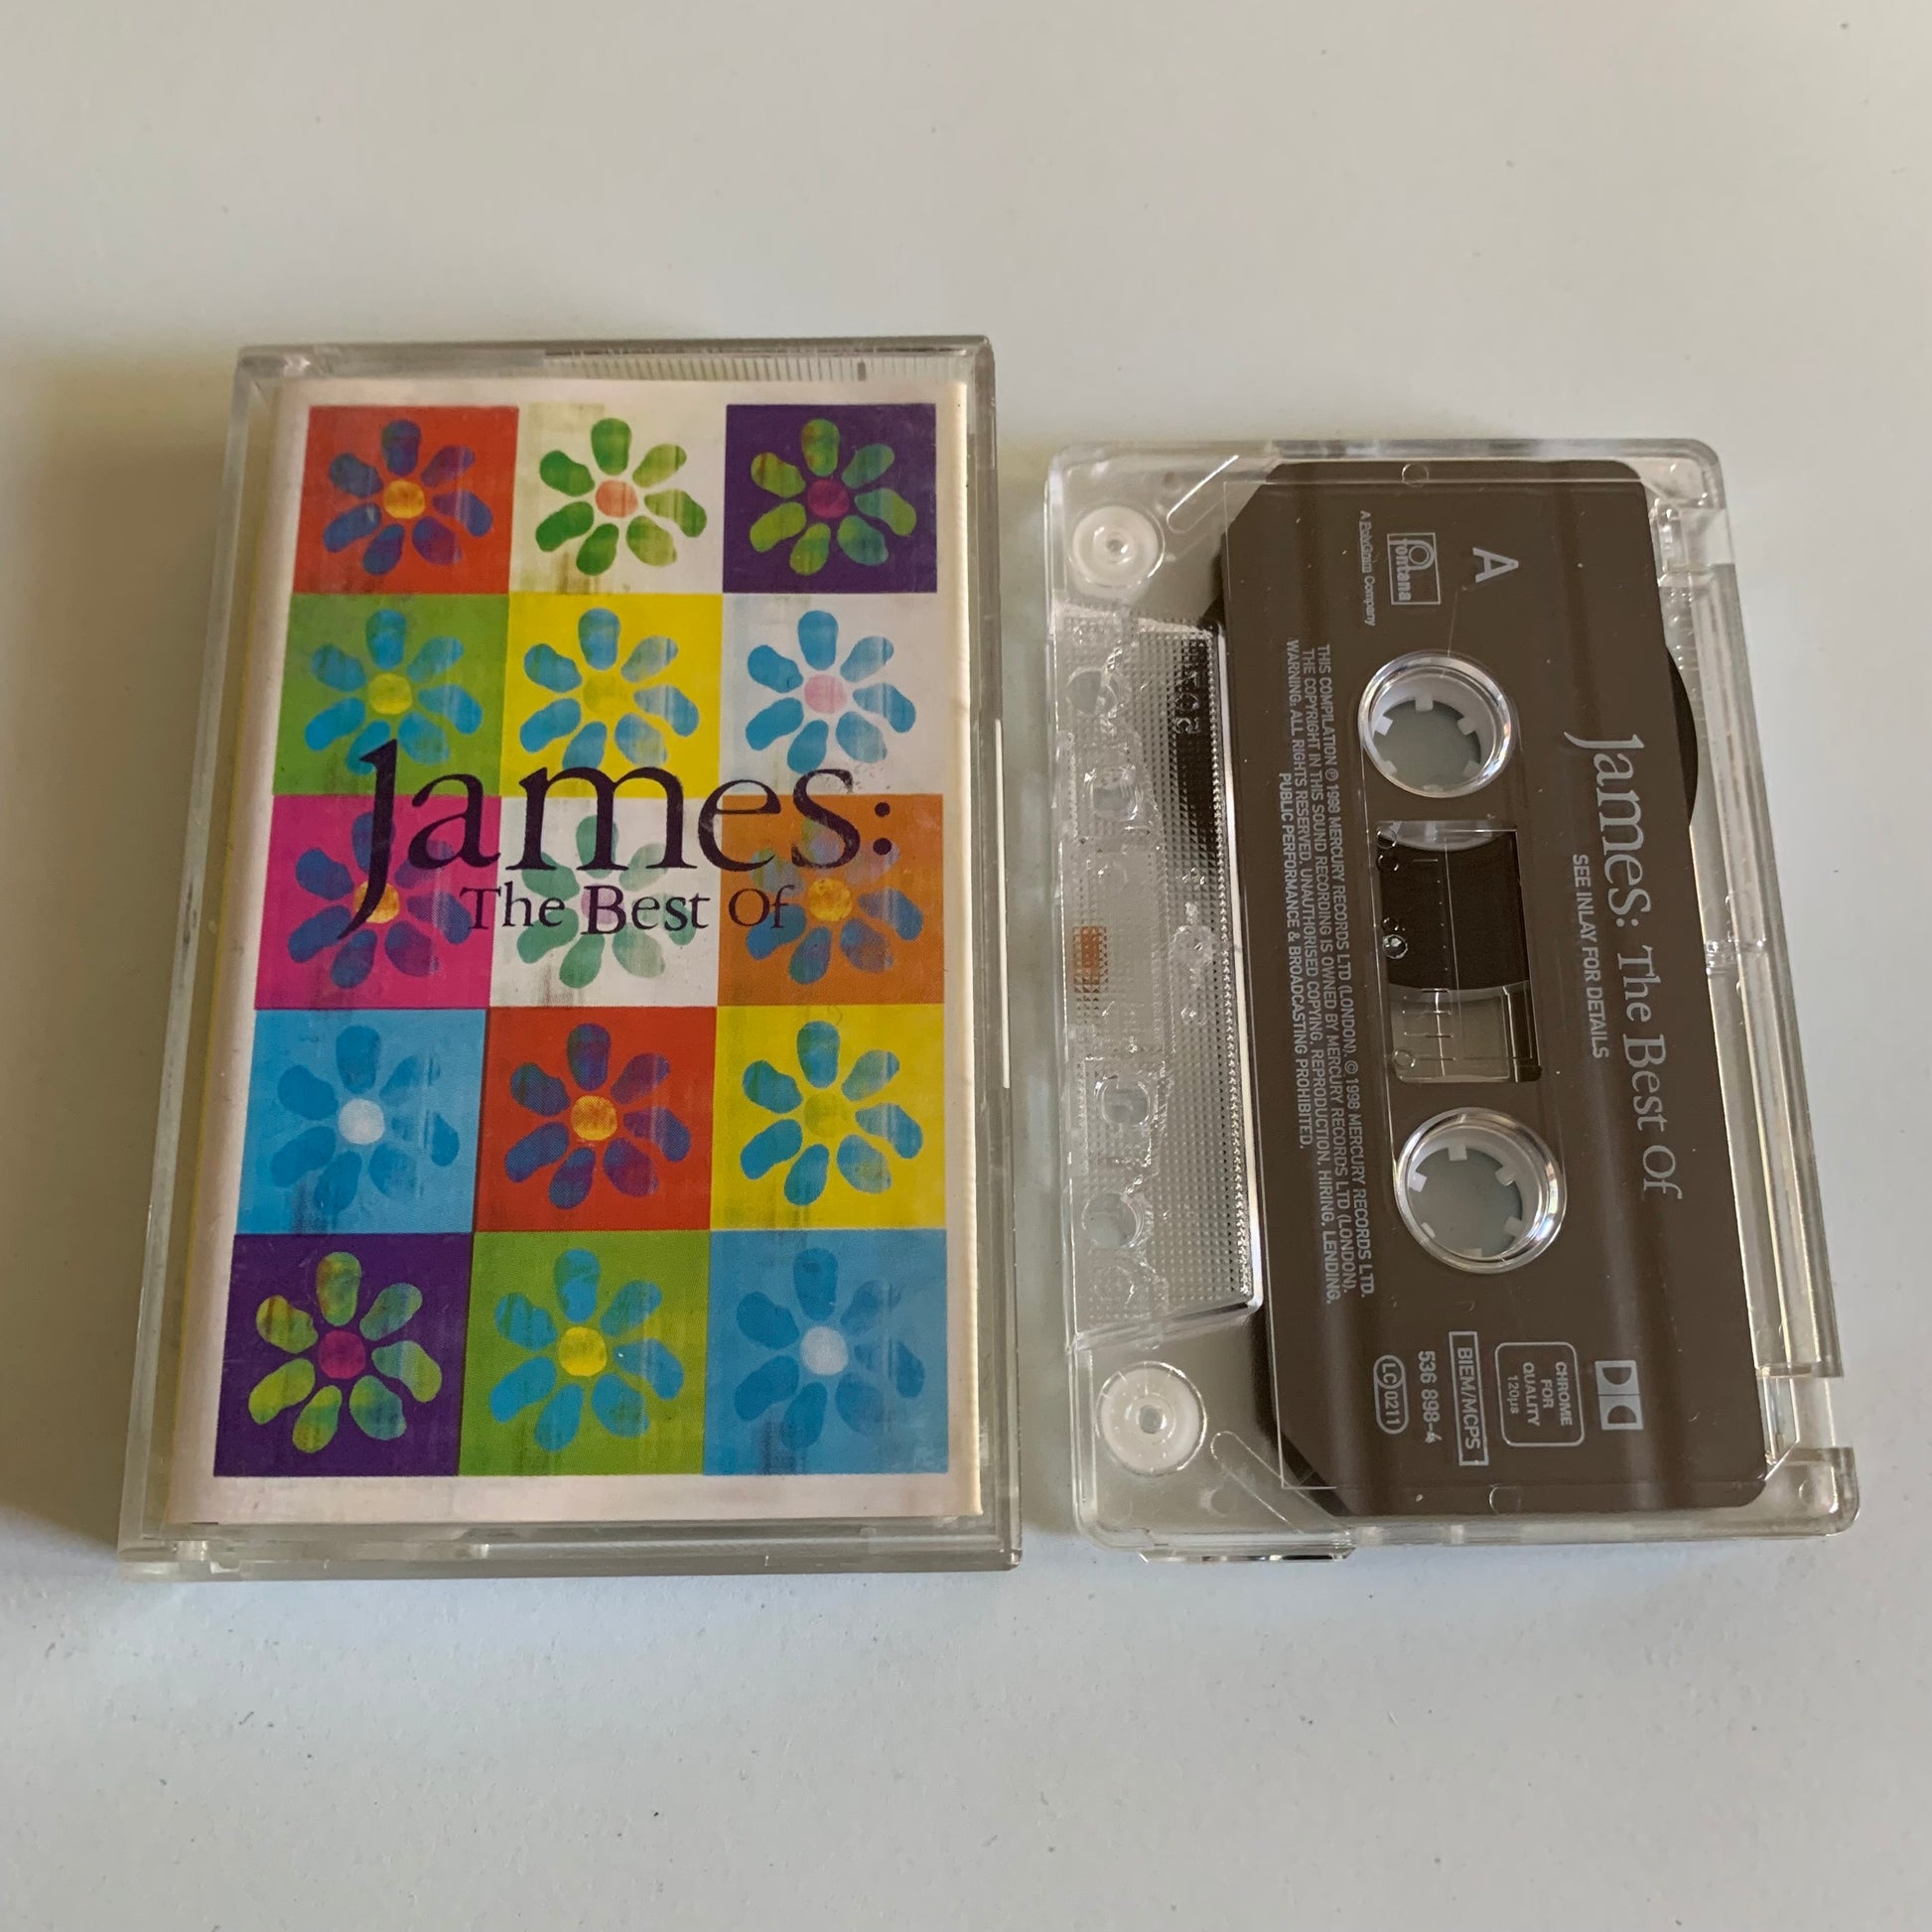 James:
The Best Of
A
fontana
A PolyGram Company
James: The Best Of
SEE INLAY FOR DETAILS
THIS COMPILATION ℗ 1998 MERCURY RECORDS LTD (LONDON). © 1998 MERCURY RECORDS LTD.
THE COPYRIGHT IN THIS SOUND RECORDING IS OWNED BY MERCURY RECORDS LTD (LONDON).
WARNING. ALL RIGHTS RESERVED. UNAUTHORISED COPYING, REPRODUCTION, HIRING, LENDING,
PUBLIC PERFORMANCE & BROADCASTING PROHIBITED.
CHROME
FOR
QUALITY
120µs
BIEM/MCPS
536 898-4
LC 0211